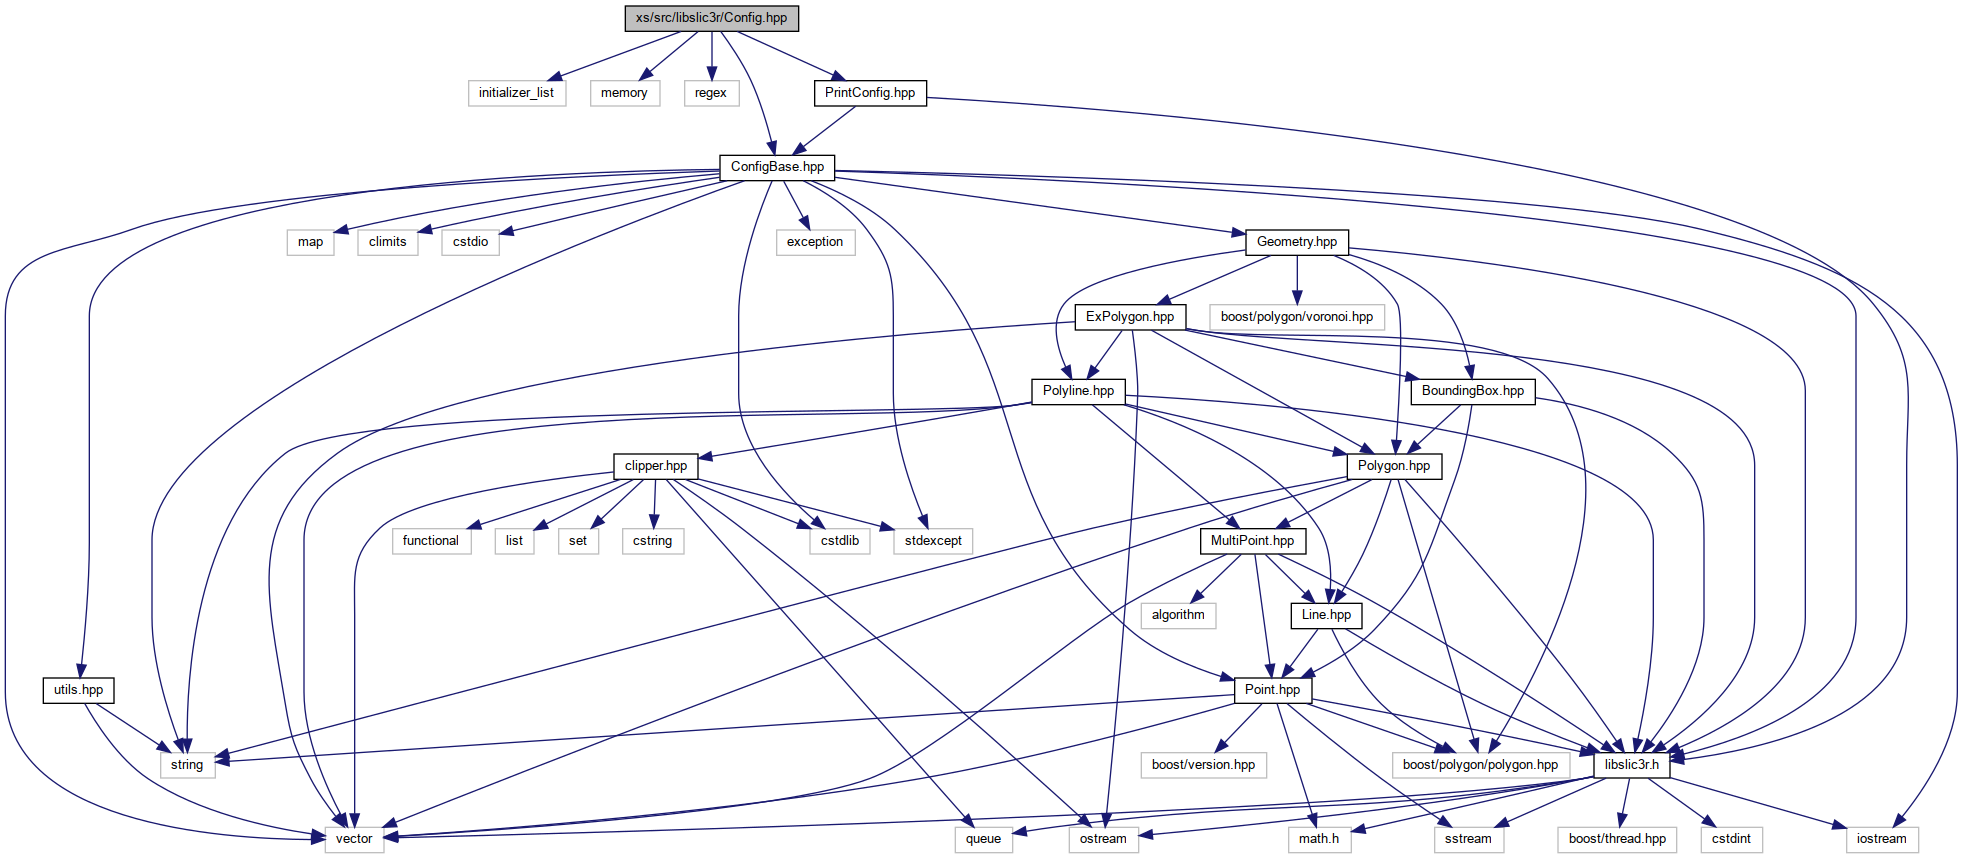 xs/src/libslic3r/Config.hpp
initializer_list
memory
regex
PrintConfig.hpp
ConfigBase.hpp
map
climits
cstdio
exception
Geometry.hpp
ExPolygon.hpp
boost/polygon/voronoi.hpp
Polyline.hpp
BoundingBox.hpp
clipper.hpp
Polygon.hpp
functional
list
set
cstring
cstdlib
stdexcept
MultiPoint.hpp
algorithm
Line.hpp
utils.hpp
Point.hpp
string
boost/version.hpp
boost/polygon/polygon.hpp
libslic3r.h
vector
queue
ostream
math.h
sstream
boost/thread.hpp
cstdint
iostream